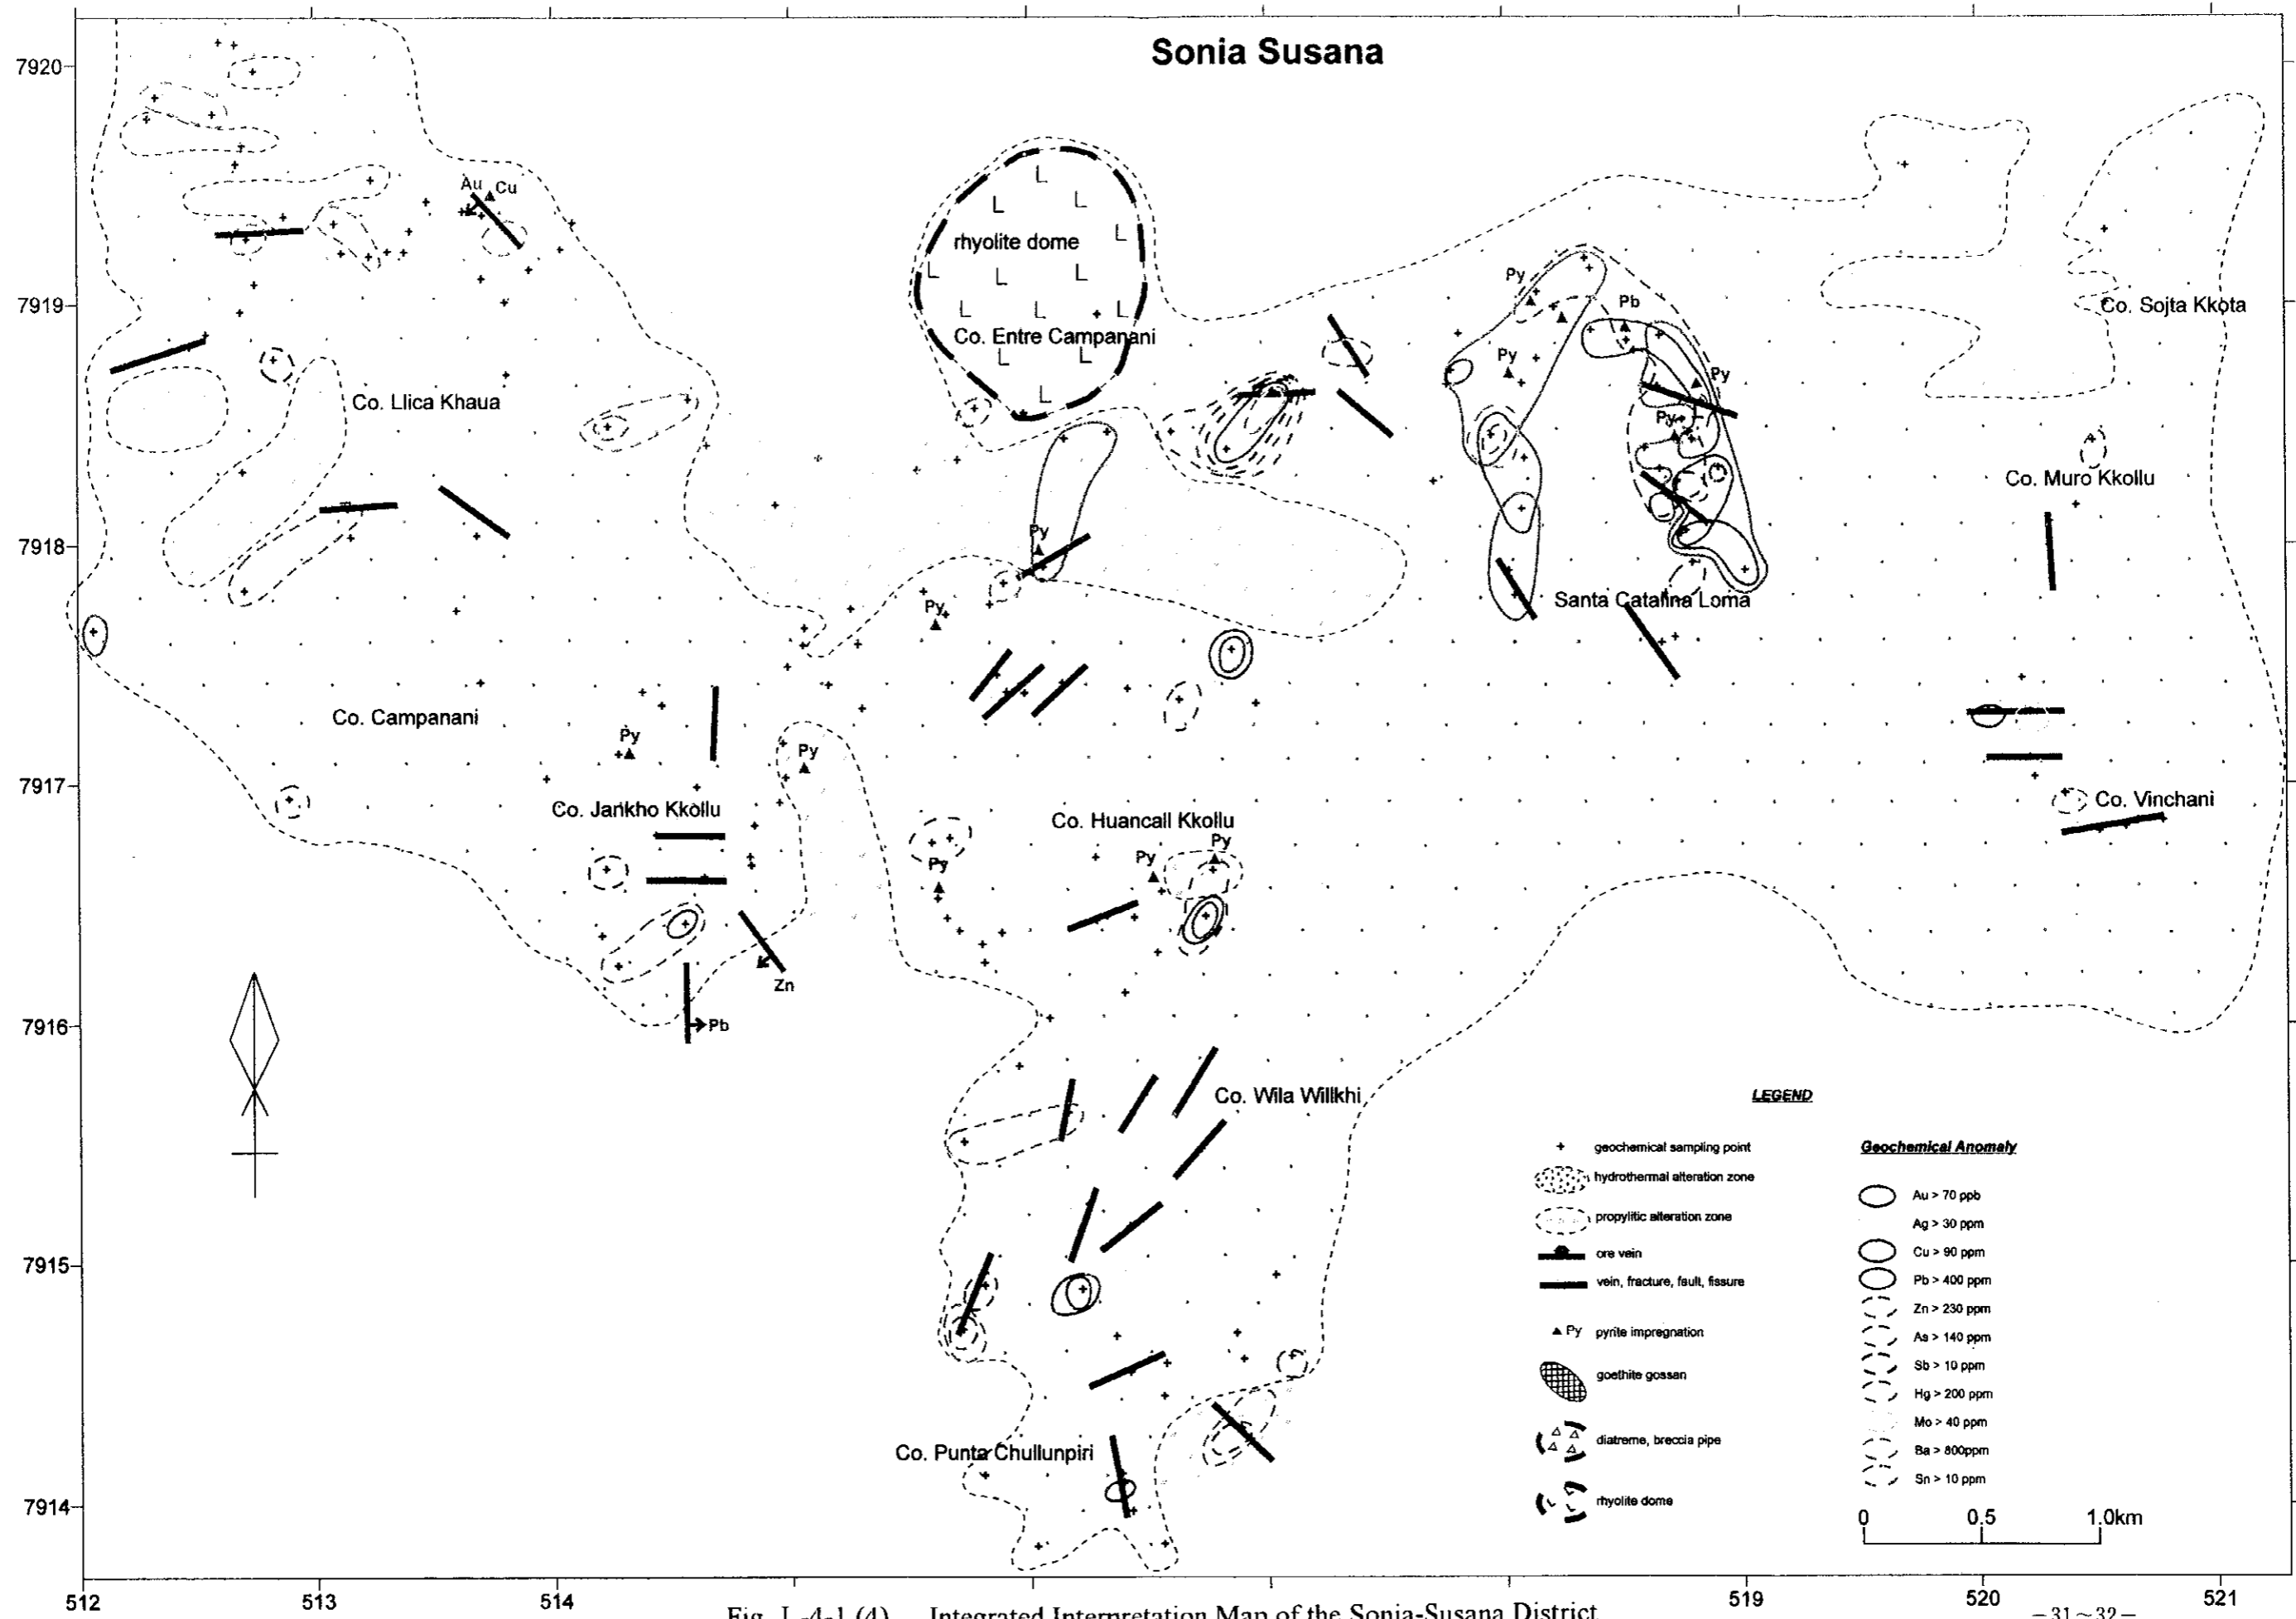 Sonia Susana
7920
Au
Cu
rhyolite dome
L L L L L L L L L L L L L L
Py
Pb
7919
Co. Sojta Kkota
Co. Entre Campanani
Py
Py
Co. Llica Khaua
Py
Co. Muro Kkollu
Py
7918
Py
Santa Catalina Loma
Co. Campanani
Py
Py
7917
Co. Jankho Kkollu
Co. Huancall Kkollu
Co. Vinchani
Py
Py
Py
Zn
7916
Pb
Co. Wila Willkhi
7915
Co. Punta Chullunpiri
7914
LEGEND
geochemical sampling point
hydrothermal alteration zone
propylitic alteration zone
ore vein
vein, fracture, fault, fissure
Py pyrite impregnation
goethite gossan
diatreme, breccia pipe
rhyolite dome
Geochemical Anomaly
Au > 70 ppb
Ag > 30 ppm
Cu > 90 ppm
Pb > 400 ppm
Zn > 230 ppm
As > 140 ppm
Sb > 10 ppm
Hg > 200 ppm
Mo > 40 ppm
Ba > 800ppm
Sn > 10 ppm
0 0.5 1.0km
512 513 514 519 520 521
Fig. I-4-1 (4) Integrated Interpretation Map of the Sonia-Susana District
-31~32-